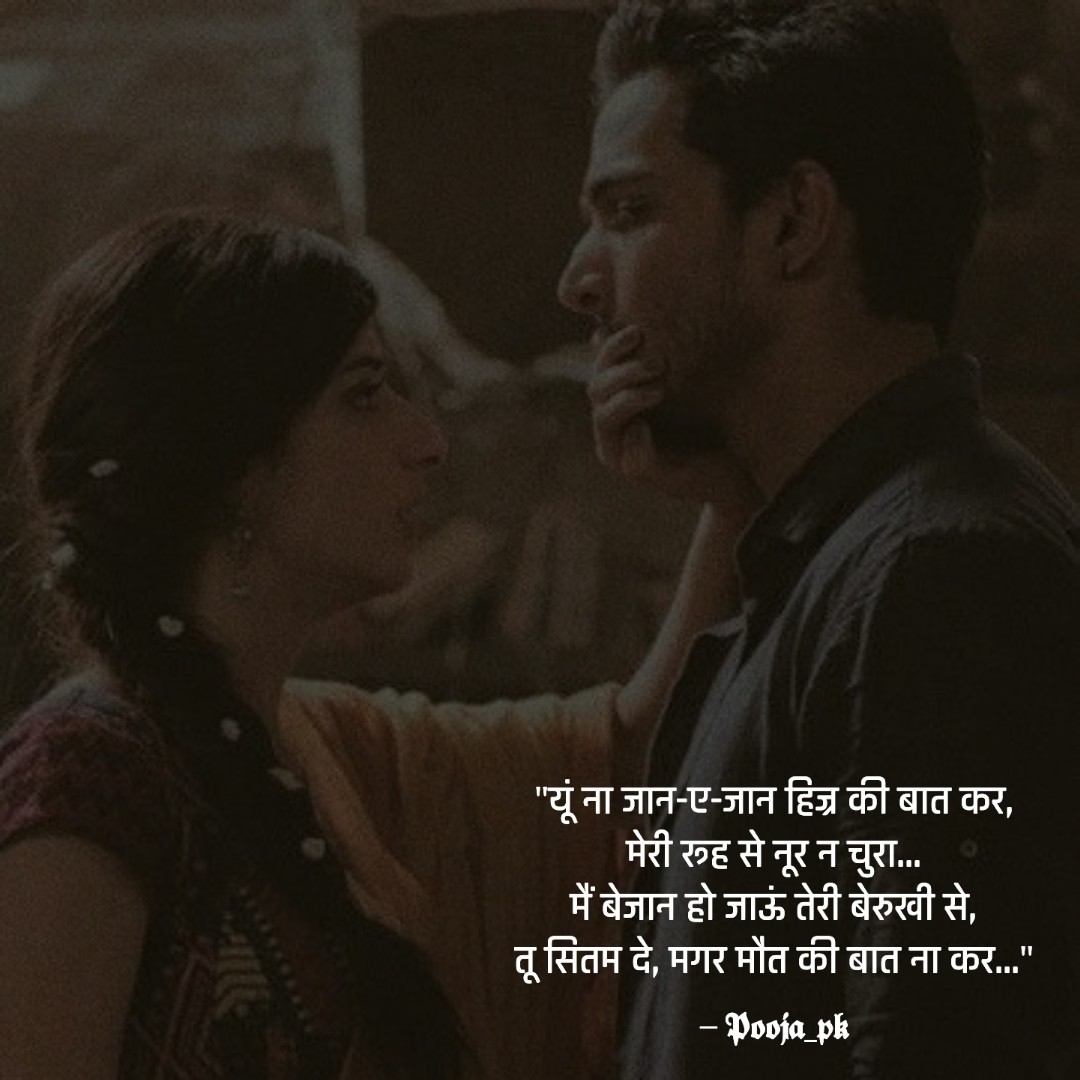 "यूं ना जान-ए-जान हिज्र की बात कर,
मेरी रूह से नूर न चुरा...
मैं बेजान हो जाऊं तेरी बेरुखी से,
तू सितम दे, मगर मौत की बात ना कर..."
– Pooja_pk